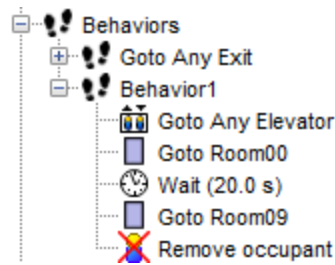 Behaviors
Goto Any Exit
Behavior1
Goto Any Elevator
Goto Room00
Wait (20.0 s)
Goto Room09
Remove occupant